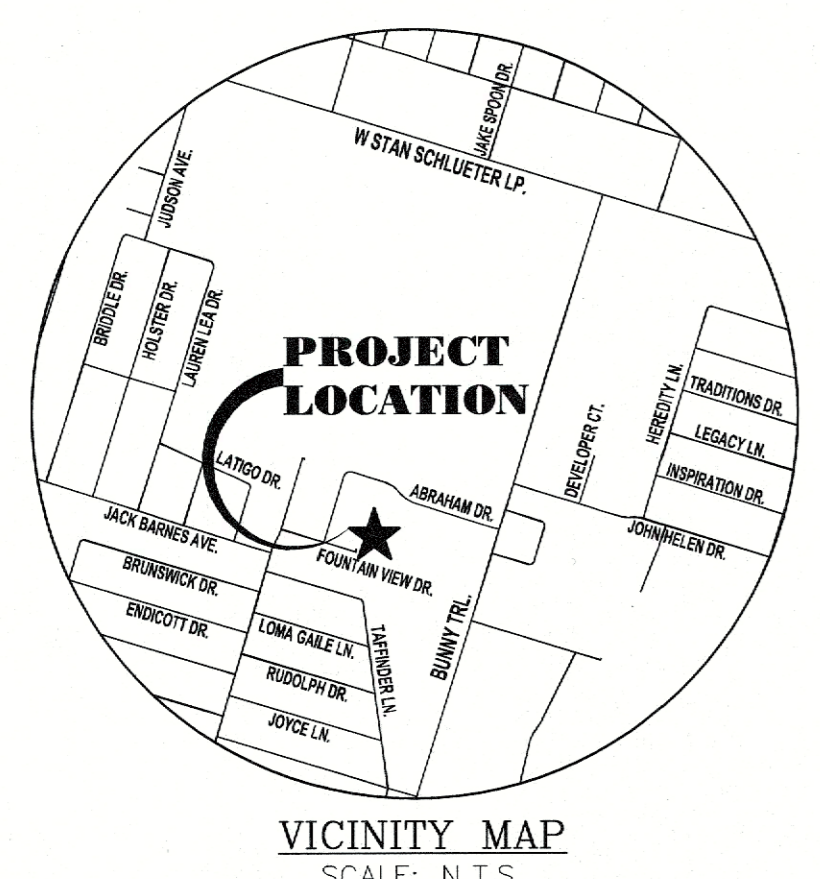 JAKE SPOON DR.
W STAN SCHLUETER LP.
JUDSON AVE.
BRIDDLE DR.
HOLSTER DR.
LAUREN LEA DR.
PROJECT
LOCATION
HEREDITY LN.
TRADITIONS DR.
LEGACY LN.
INSPIRATION DR.
DEVELOPER CT.
JOHN HELEN DR.
LATIGO DR.
ABRAHAM DR.
JACK BARNES AVE.
FOUNTAIN VIEW DR.
BRUNSWICK DR.
ENDICOTT DR.
LOMA GAILE LN.
RUDOLPH DR.
JOYCE LN.
TAFFINDER LN.
BUNNY TRL.
VICINITY MAP
SCALE: N.T.S.